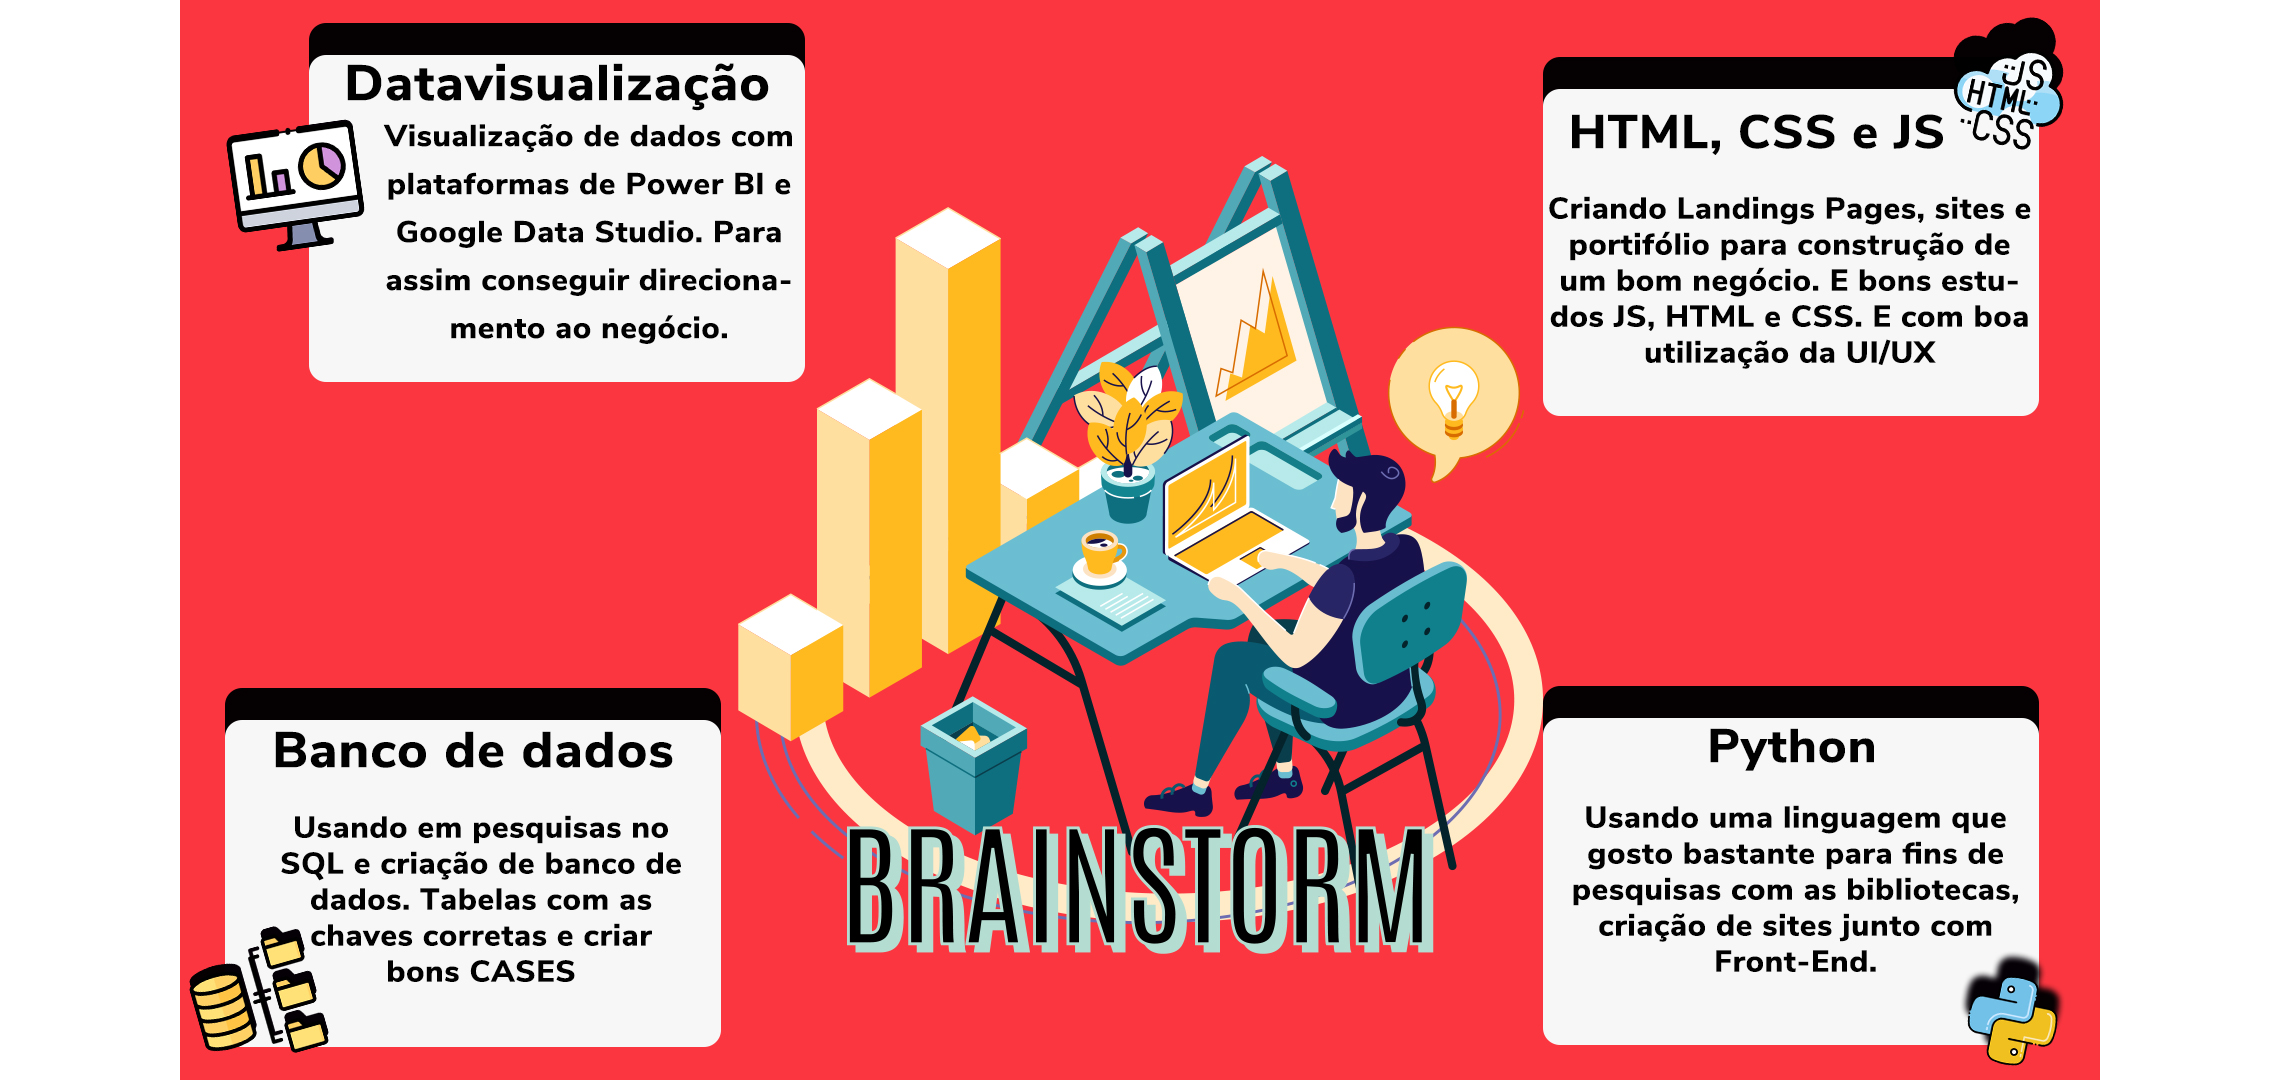 Datavisualização
Visualização de dados com
plataformas de Power BI e
Google Data Studio. Para
assim conseguir direciona-
mento ao negócio.
HTML, CSS e JS
JS
HTML
CSS
Criando Landings Pages, sites e
portifólio para construção de
um bom negócio. E bons estu-
dos JS, HTML e CSS. E com boa
utilização da UI/UX
Banco de dados
Usando em pesquisas no
SQL e criação de banco de
dados. Tabelas com as
chaves corretas e criar
bons CASES
BRAINSTORM
Python
Usando uma linguagem que
gosto bastante para fins de
pesquisas com as bibliotecas,
criação de sites junto com
Front-End.